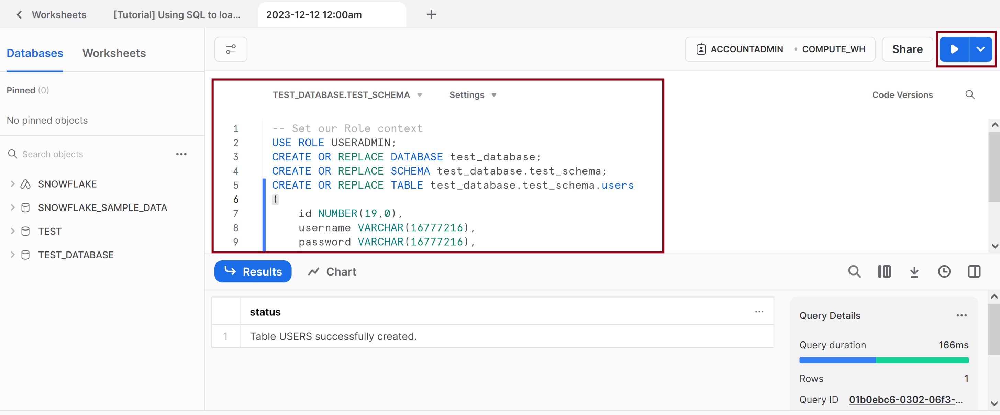 Worksheets
[Tutorial] Using SQL to loa...
2023-12-12 12:00am
Databases
Worksheets
ACCOUNTADMIN
COMPUTE_WH
Share
Pinned (0)
No pinned objects
Search objects
SNOWFLAKE
SNOWFLAKE_SAMPLE_DATA
TEST
TEST_DATABASE
TEST_DATABASE.TEST_SCHEMA
Settings
Code Versions
1 -- Set our Role context
2 USE ROLE USERADMIN;
3 CREATE OR REPLACE DATABASE test_database;
4 CREATE OR REPLACE SCHEMA test_database.test_schema;
5 CREATE OR REPLACE TABLE test_database.test_schema.users
6 (
7 id NUMBER(19,0),
8 username VARCHAR(16777216),
9 password VARCHAR(16777216),
Results
Chart
status
1 Table USERS successfully created.
Query Details
Query duration 166ms
Rows 1
Query ID 01b0ebc6-0302-06f3-...